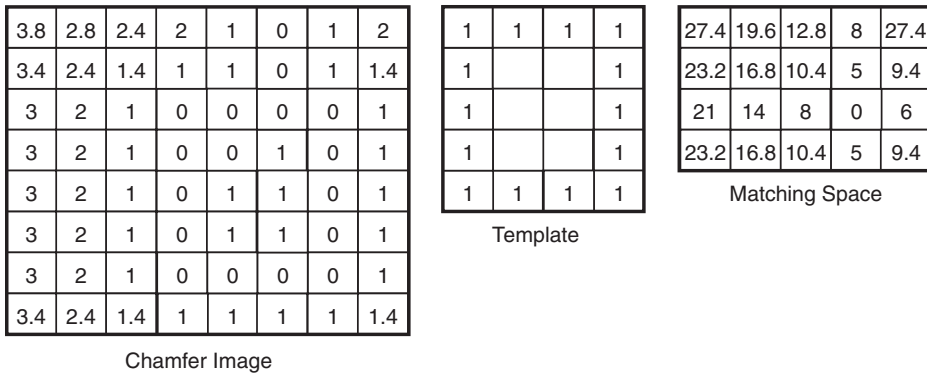 3.8 2.8 2.4 2 1 0 1 2
3.4 2.4 1.4 1 1 0 1 1.4
3 2 1 0 0 0 0 1
3 2 1 0 0 1 0 1
3 2 1 0 1 1 0 1
3 2 1 0 1 1 0 1
3 2 1 0 0 0 0 1
3.4 2.4 1.4 1 1 1 1 1.4
Chamfer Image
1 1 1 1
1 1
1 1
1 1
1 1 1 1
Template
27.4 19.6 12.8 8 27.4
23.2 16.8 10.4 5 9.4
21 14 8 0 6
23.2 16.8 10.4 5 9.4
Matching Space